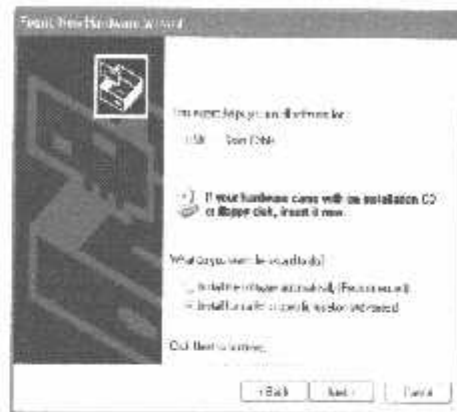 Found New Hardware Wizard
This wizard helps you install software for:
USB Cable
If your hardware came with an installation CD
or floppy disk, insert it now.
What do you want the wizard to do?
Install the software automatically (Recommended)
Install from a list or specific location (Advanced)
Click Next to continue.
< Back
Next >
Cancel